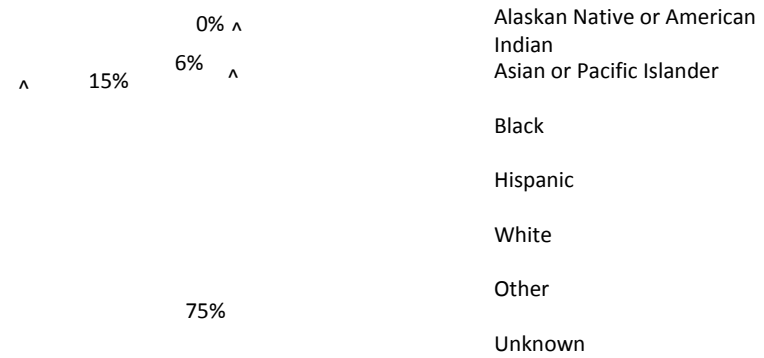 0% ^
6% ^
^ 15%
75%
Alaskan Native or American
Indian
Asian or Pacific Islander
Black
Hispanic
White
Other
Unknown